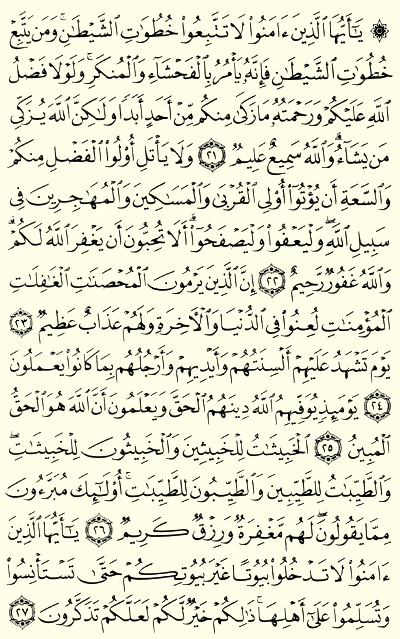 ۞ يَٰٓأَيُّهَا ٱلَّذِينَ ءَامَنُوا۟ لَا تَتَّبِعُوا۟ خُطُوَٰتِ ٱلشَّيْطَٰنِ ۚ وَمَن يَتَّبِعْ
خُطُوَٰتِ ٱلشَّيْطَٰنِ فَإِنَّهُۥ يَأْمُرُ بِٱلْفَحْشَآءِ وَٱلْمُنكَرِ ۚ وَلَوْلَا فَضْلُ
ٱللَّهِ عَلَيْكُمْ وَرَحْمَتُهُۥ مَا زَكَىٰ مِنكُم مِّنْ أَحَدٍ أَبَدًا وَلَٰكِنَّ ٱللَّهَ يُزَكِّى
مَن يَشَآءُ ۗ وَٱللَّهُ سَمِيعٌ عَلِيمٌ ٢١ وَلَا يَأْتَلِ أُو۟لُوا۟ ٱلْفَضْلِ مِنكُمْ
وَٱلسَّعَةِ أَن يُؤْتُوٓا۟ أُو۟لِى ٱلْقُرْبَىٰ وَٱلْمَسَٰكِينَ وَٱلْمُهَٰجِرِينَ فِى
سَبِيلِ ٱللَّهِ ۖ وَلْيَعْفُوا۟ وَلْيَصْفَحُوٓا۟ ۗ أَلَا تُحِبُّونَ أَن يَغْفِرَ ٱللَّهُ لَكُمْ ۗ
وَٱللَّهُ غَفُورٌ رَّحِيمٌ ٢٢ إِنَّ ٱلَّذِينَ يَرْمُونَ ٱلْمُحْصَنَٰتِ ٱلْغَٰفِلَٰتِ
ٱلْمُؤْمِنَٰتِ لُعِنُوا۟ فِى ٱلدُّنْيَا وَٱلْءَاخِرَةِ وَلَهُمْ عَذَابٌ عَظِيمٌ ٢٣
يَوْمَ تَشْهَدُ عَلَيْهِمْ أَلْسِنَتُهُمْ وَأَيْدِيهِمْ وَأَرْجُلُهُم بِمَا كَانُوا۟ يَعْمَلُونَ
٢٤ يَوْمَئِذٍ يُوَفِّيهِمُ ٱللَّهُ دِينَهُمُ ٱلْحَقَّ وَيَعْلَمُونَ أَنَّ ٱللَّهَ هُوَ ٱلْحَقُّ
ٱلْمُبِينُ ٢٥ ٱلْخَبِيثَٰتُ لِلْخَبِيثِينَ وَٱلْخَبِيثُونَ لِلْخَبِيثَٰتِ ۖ
وَٱلطَّيِّبَٰتُ لِلطَّيِّبِينَ وَٱلطَّيِّبُونَ لِلطَّيِّبَٰتِ ۚ أُو۟لَٰٓئِكَ مُبَرَّءُونَ
مِمَّا يَقُولُونَ ۖ لَهُم مَّغْفِرَةٌ وَرِزْقٌ كَرِيمٌ ٢٦ يَٰٓأَيُّهَا ٱلَّذِينَ
ءَامَنُوا۟ لَا تَدْخُلُوا۟ بُيُوتًا غَيْرَ بُيُوتِكُمْ حَتَّىٰ تَسْتَأْنِسُوا۟
وَتُسَلِّمُوا۟ عَلَىٰٓ أَهْلِهَا ۚ ذَٰلِكُمْ خَيْرٌ لَّكُمْ لَعَلَّكُمْ تَذَكَّرُونَ ٢٧